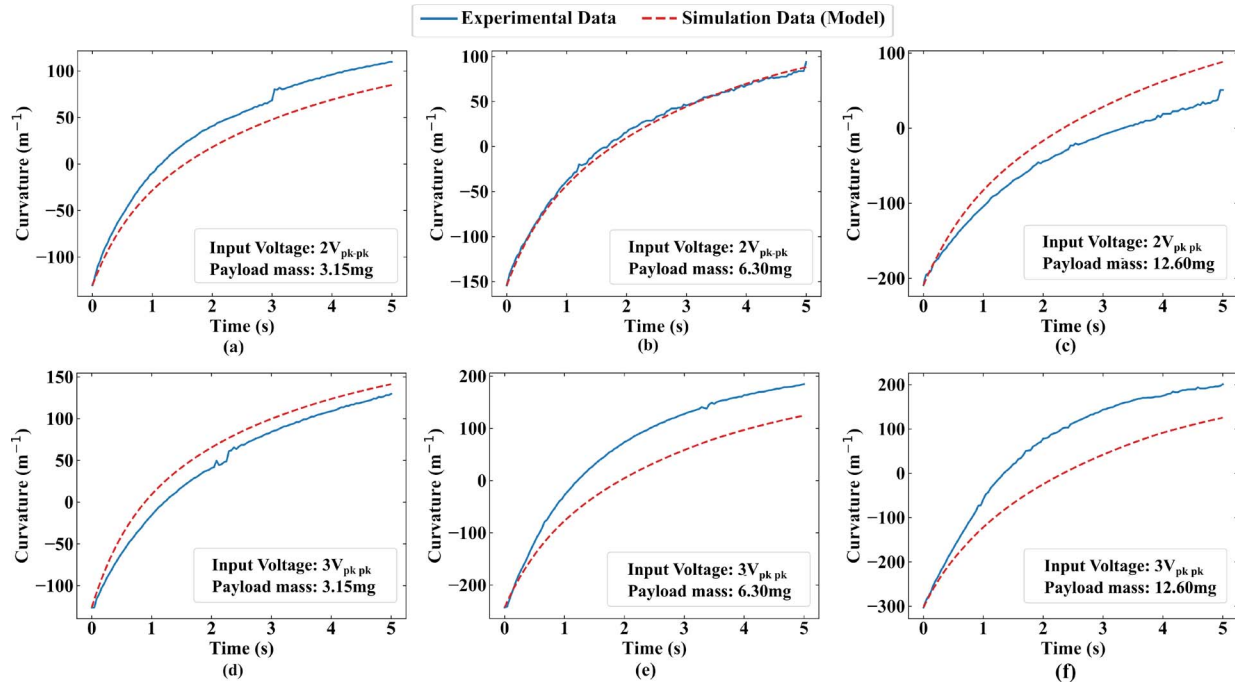 Experimental Data Simulation Data (Model)
Curvature (m⁻¹)
100
50
0
−50
−100
0 1 2 3 4 5
Time (s)
(a)
Input Voltage: 2Vpk-pk
Payload mass: 3.15mg
Curvature (m⁻¹)
100
50
0
−50
−100
−150
0 1 2 3 4 5
Time (s)
(b)
Input Voltage: 2Vpk-pk
Payload mass: 6.30mg
Curvature (m⁻¹)
100
0
−100
−200
0 1 2 3 4 5
Time (s)
(c)
Input Voltage: 2Vpk pk
Payload mass: 12.60mg
Curvature (m⁻¹)
150
100
50
0
−50
−100
0 1 2 3 4 5
Time (s)
(d)
Input Voltage: 3Vpk pk
Payload mass: 3.15mg
Curvature (m⁻¹)
200
100
0
−100
−200
0 1 2 3 4 5
Time (s)
(e)
Input Voltage: 3Vpk pk
Payload mass: 6.30mg
Curvature (m⁻¹)
200
100
0
−100
−200
−300
0 1 2 3 4 5
Time (s)
(f)
Input Voltage: 3Vpk pk
Payload mass: 12.60mg